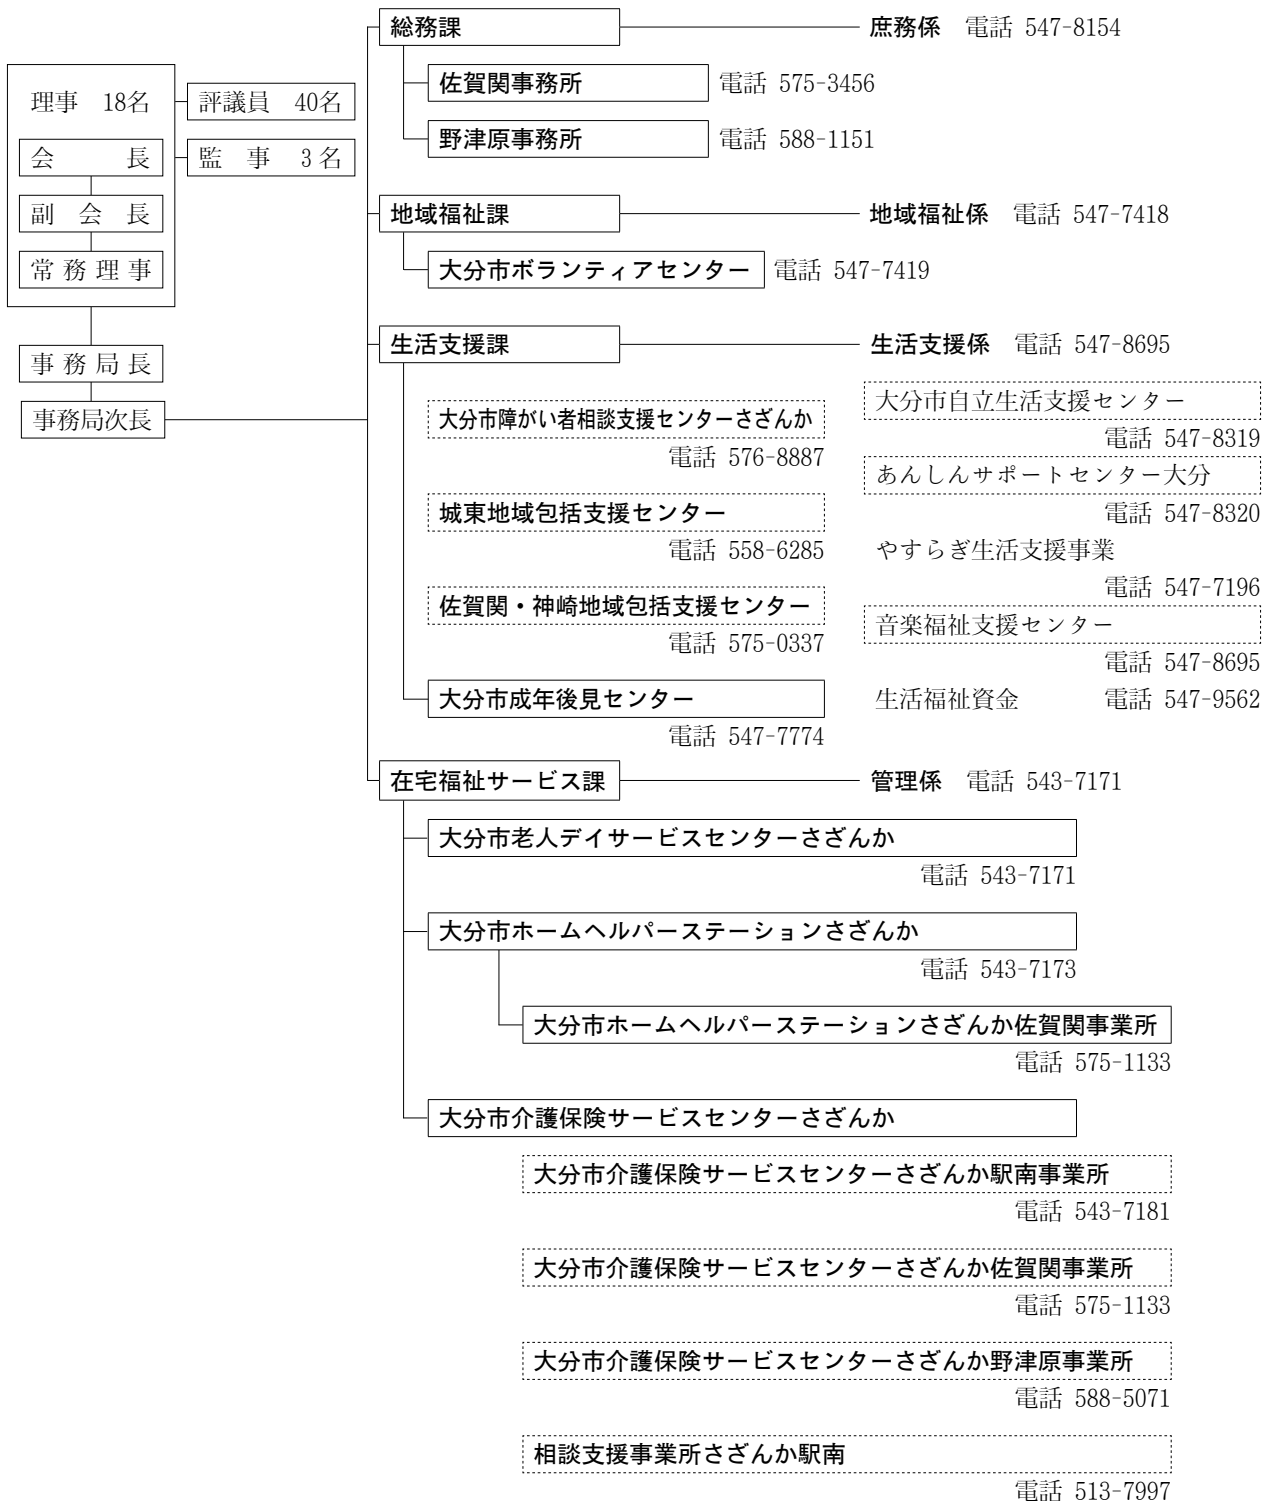 理事　18名
評議員　40名
会　　　長
監　事　3名
副　会　長
常務理事
事務局長
事務局次長
総務課
庶務係　電話 547-8154
佐賀関事務所
電話 575-3456
野津原事務所
電話 588-1151
地域福祉課
地域福祉係　電話 547-7418
大分市ボランティアセンター
電話 547-7419
生活支援課
生活支援係　電話 547-8695
大分市障がい者相談支援センターさざんか
電話 576-8887
城東地域包括支援センター
電話 558-6285
佐賀関・神崎地域包括支援センター
電話 575-0337
大分市成年後見センター
電話 547-7774
大分市自立生活支援センター
電話 547-8319
あんしんサポートセンター大分
電話 547-8320
やすらぎ生活支援事業
電話 547-7196
音楽福祉支援センター
電話 547-8695
生活福祉資金　電話 547-9562
在宅福祉サービス課
管理係　電話 543-7171
大分市老人デイサービスセンターさざんか
電話 543-7171
大分市ホームヘルパーステーションさざんか
電話 543-7173
大分市ホームヘルパーステーションさざんか佐賀関事業所
電話 575-1133
大分市介護保険サービスセンターさざんか
大分市介護保険サービスセンターさざんか駅南事業所
電話 543-7181
大分市介護保険サービスセンターさざんか佐賀関事業所
電話 575-1133
大分市介護保険サービスセンターさざんか野津原事業所
電話 588-5071
相談支援事業所さざんか駅南
電話 513-7997